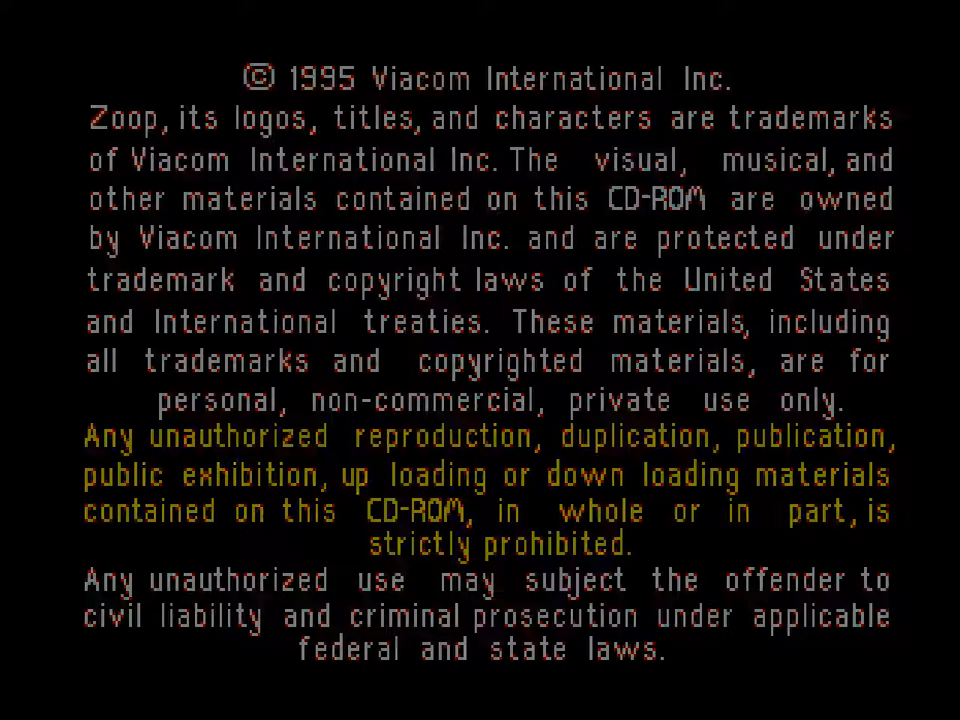 © 1995 Viacom International Inc.
Zoop, its logos, titles, and characters are trademarks
of Viacom International Inc. The visual, musical, and
other materials contained on this CD-ROM are owned
by Viacom International Inc. and are protected under
trademark and copyright laws of the United States
and International treaties. These materials, including
all trademarks and copyrighted materials, are for
personal, non-commercial, private use only.
Any unauthorized reproduction, duplication, publication,
public exhibition, up loading or down loading materials
contained on this CD-ROM, in whole or in part, is
strictly prohibited.
Any unauthorized use may subject the offender to
civil liability and criminal prosecution under applicable
federal and state laws.